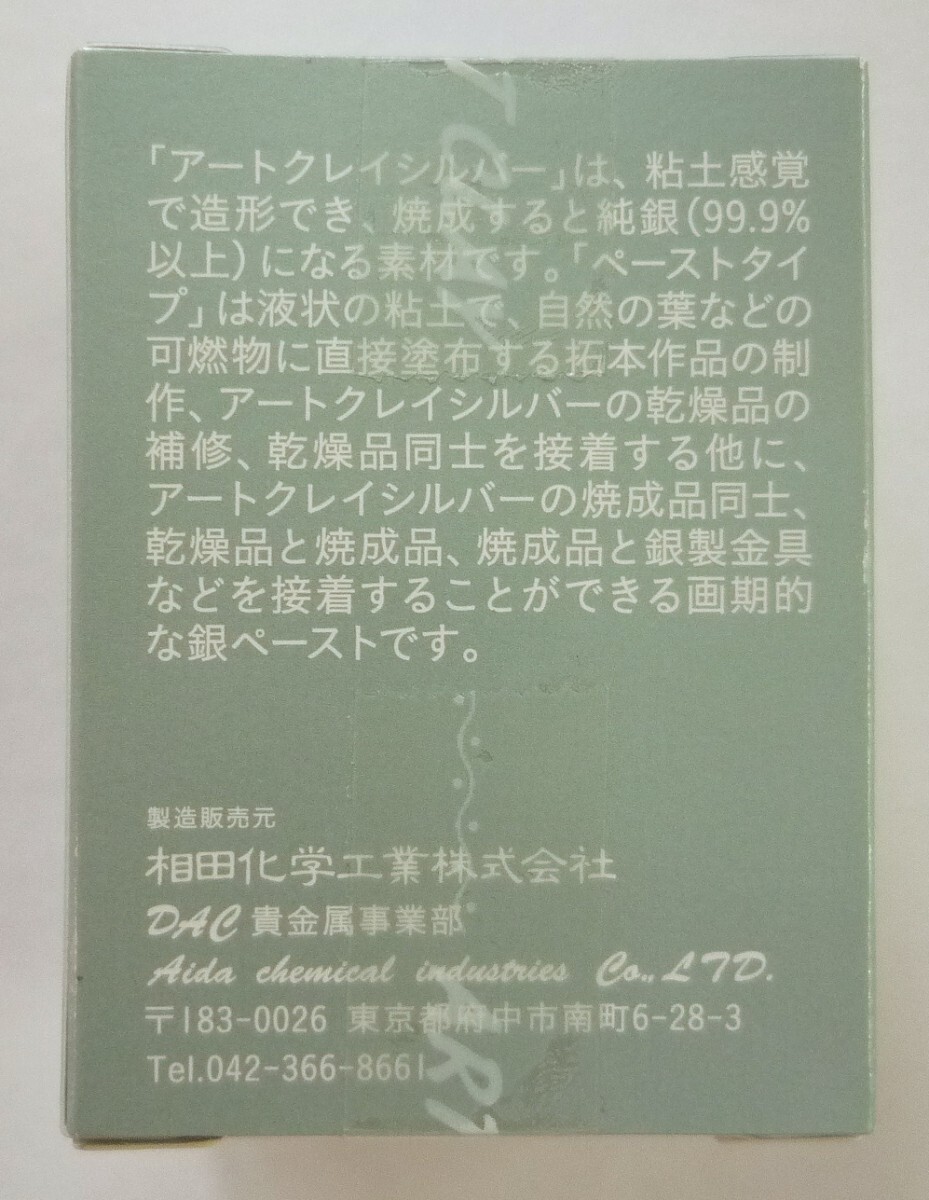 「アートクレイシルバー」は、粘土感覚
で造形でき、焼成すると純銀(99.9%
以上)になる素材です。「ペーストタイ
プ」は液状の粘土で、自然の葉などの
可燃物に直接塗布する拓本作品の制
作、アートクレイシルバーの乾燥品の
補修、乾燥品同士を接着する他に、
アートクレイシルバーの焼成品同士、
乾燥品と焼成品、焼成品と銀製金具
などを接着することができる画期的
な銀ペーストです。
製造販売元
相田化学工業株式会社
DAC 貴金属事業部
Aida chemical industries Co., LTD.
〒183-0026 東京都府中市南町6-28-3
Tel.042-366-8661